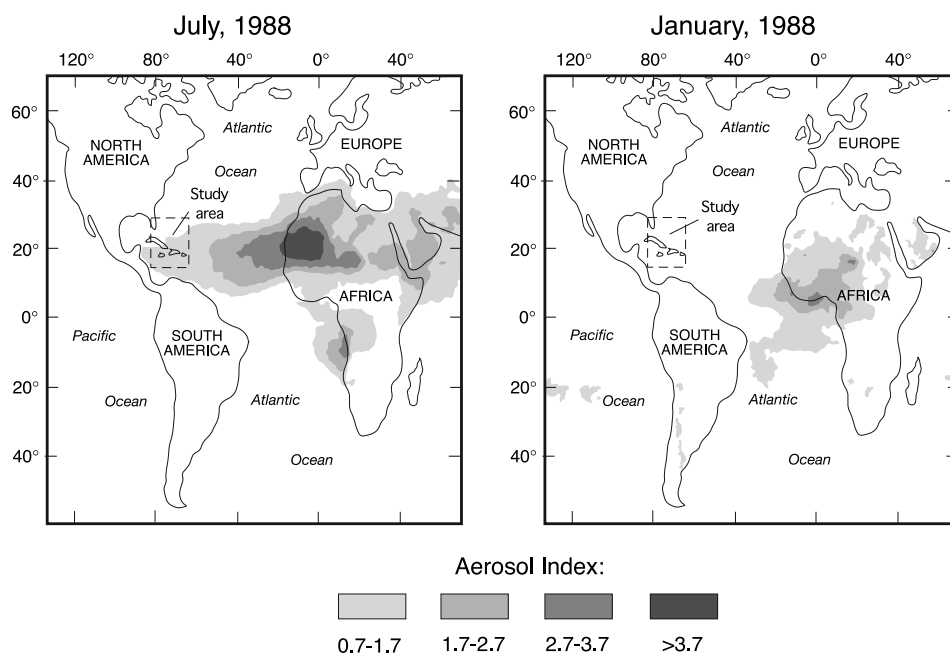 July, 1988
January, 1988
120° 80° 40° 0° 40°
120° 80° 40° 0° 40°
60°
40°
20°
0°
20°
40°
NORTH
AMERICA
Atlantic
Ocean
EUROPE
Study
area
AFRICA
Pacific
Ocean
SOUTH
AMERICA
Atlantic
Ocean
60°
40°
20°
0°
20°
40°
NORTH
AMERICA
Atlantic
Ocean
EUROPE
Study
area
AFRICA
Pacific
Ocean
SOUTH
AMERICA
Atlantic
Ocean
Aerosol Index:
0.7-1.7 1.7-2.7 2.7-3.7 >3.7